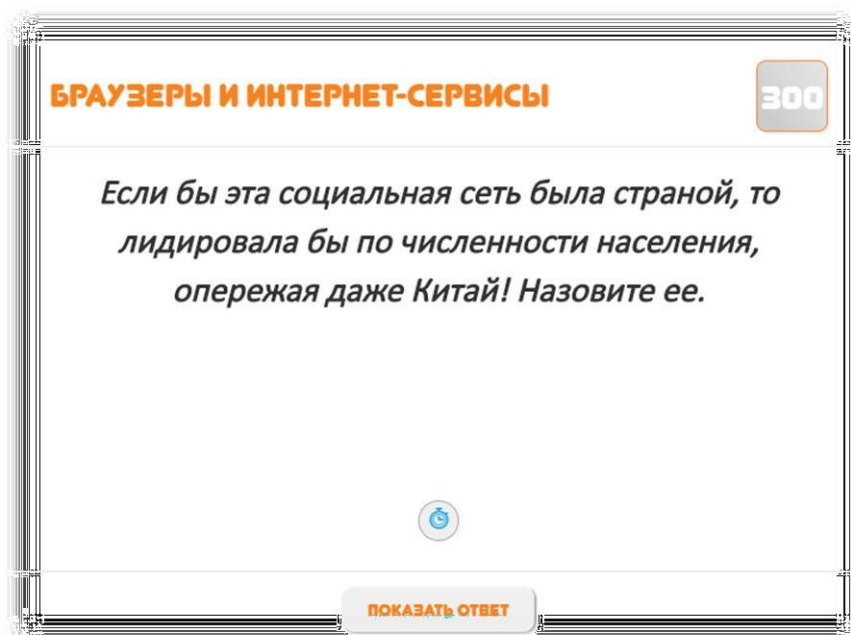 БРАУЗЕРЫ И ИНТЕРНЕТ-СЕРВИСЫ
300
Если бы эта социальная сеть была страной, то
лидировала бы по численности населения,
опережая даже Китай! Назовите ее.
ПОКАЗАТЬ ОТВЕТ